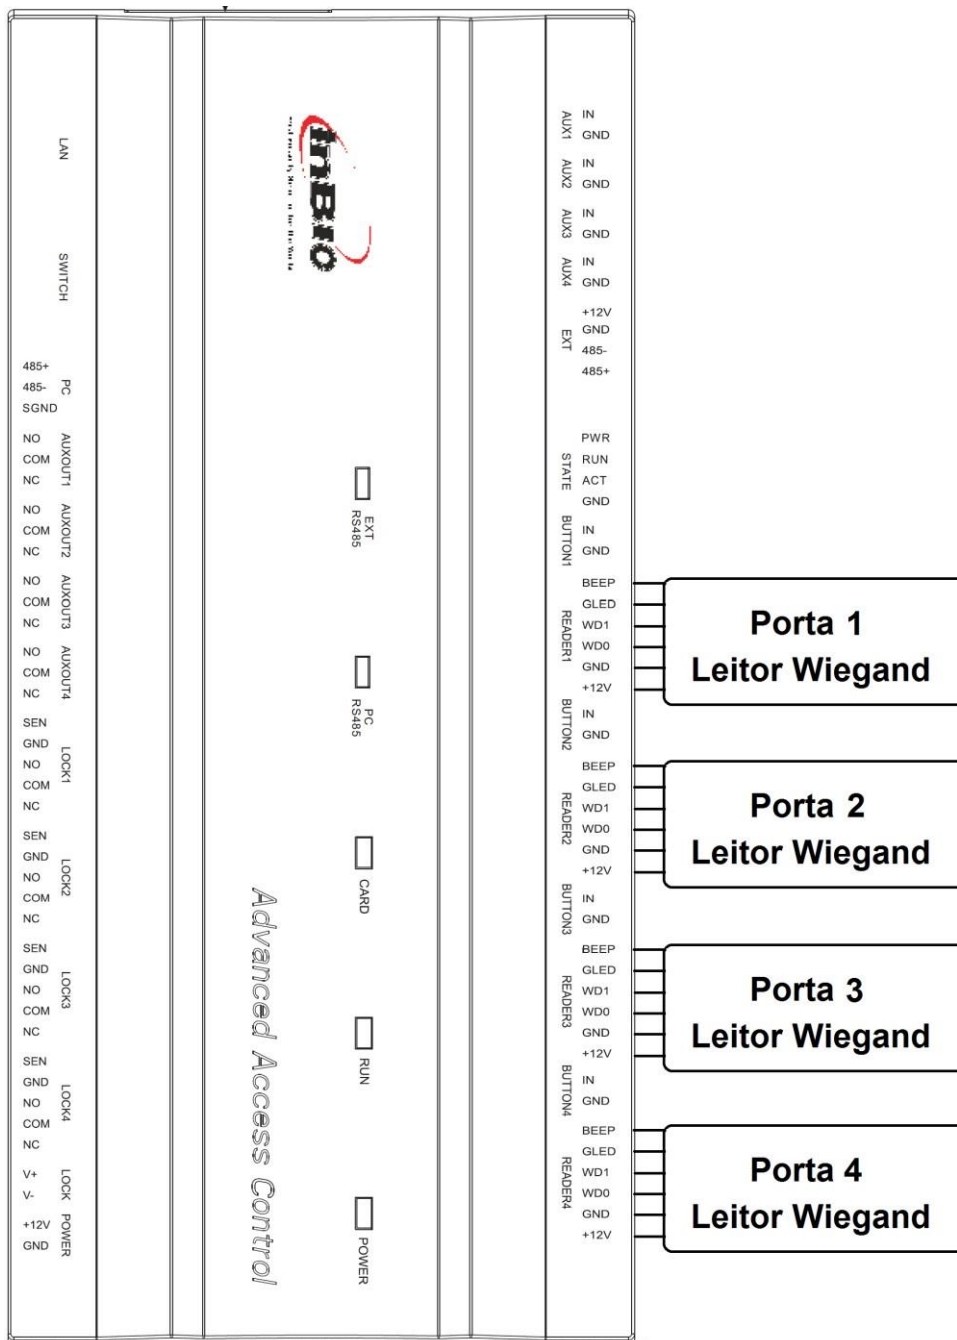 LAN
SWITCH
485+
485-
SGND
PC
NO
COM
NC
AUXOUT1
NO
COM
NC
AUXOUT2
NO
COM
NC
AUXOUT3
NO
COM
NC
AUXOUT4
SEN
GND
NO
COM
NC
LOCK1
SEN
GND
NO
COM
NC
LOCK2
SEN
GND
NO
COM
NC
LOCK3
SEN
GND
NO
COM
NC
LOCK4
V+
V-
LOCK
+12V
GND
POWER
inBIO
EXT
RS485
PC
RS485
CARD
RUN
POWER
Advanced Access Control
AUX1
IN
GND
AUX2
IN
GND
AUX3
IN
GND
AUX4
IN
GND
EXT
+12V
GND
485-
485+
STATE
PWR
RUN
ACT
GND
BUTTON1
IN
GND
READER1
BEEP
GLED
WD1
WD0
GND
+12V
Porta 1
Leitor Wiegand
BUTTON2
IN
GND
READER2
BEEP
GLED
WD1
WD0
GND
+12V
Porta 2
Leitor Wiegand
BUTTON3
IN
GND
READER3
BEEP
GLED
WD1
WD0
GND
+12V
Porta 3
Leitor Wiegand
BUTTON4
IN
GND
READER4
BEEP
GLED
WD1
WD0
GND
+12V
Porta 4
Leitor Wiegand